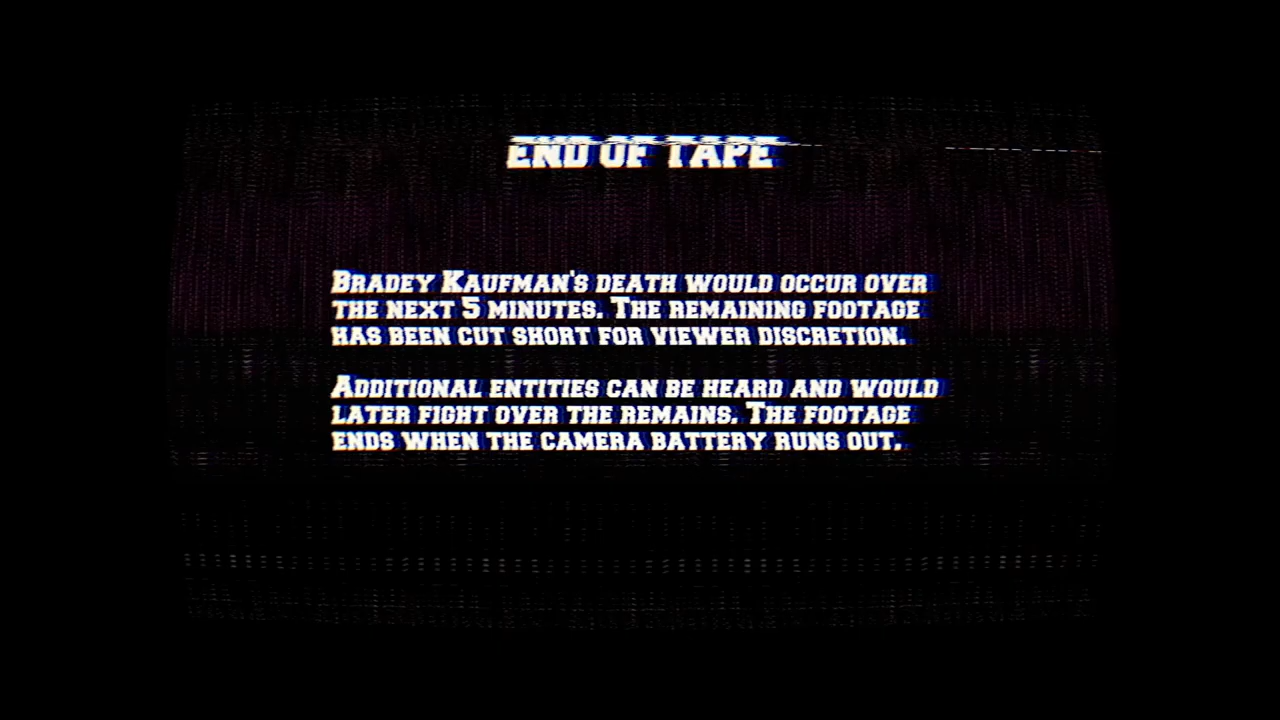 END OF TAPE
BRADEY KAUFMAN'S DEATH WOULD OCCUR OVER
THE NEXT 5 MINUTES. THE REMAINING FOOTAGE
HAS BEEN CUT SHORT FOR VIEWER DISCRETION.
ADDITIONAL ENTITIES CAN BE HEARD AND WOULD
LATER FIGHT OVER THE REMAINS. THE FOOTAGE
ENDS WHEN THE CAMERA BATTERY RUNS OUT.